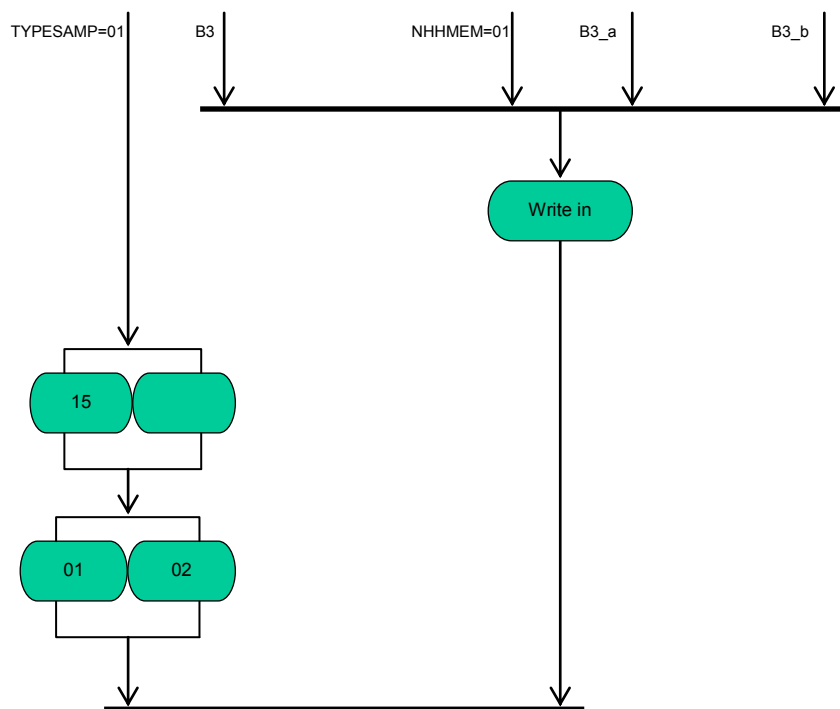 TYPESAMP=01
B3
NHHMEM=01
B3_a
B3_b
Write in
15
01
02